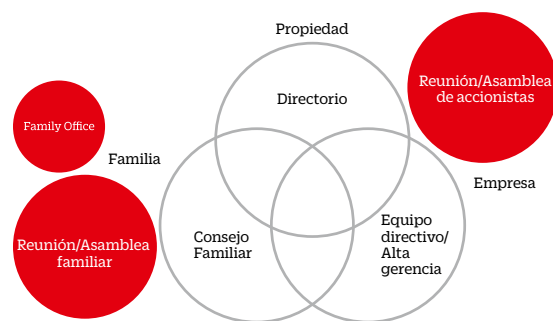 Propiedad
Reunión/Asamblea
de accionistas
Directorio
Family Office
Familia
Empresa
Reunión/Asamblea
familiar
Consejo
Familiar
Equipo
directivo/
Alta
gerencia